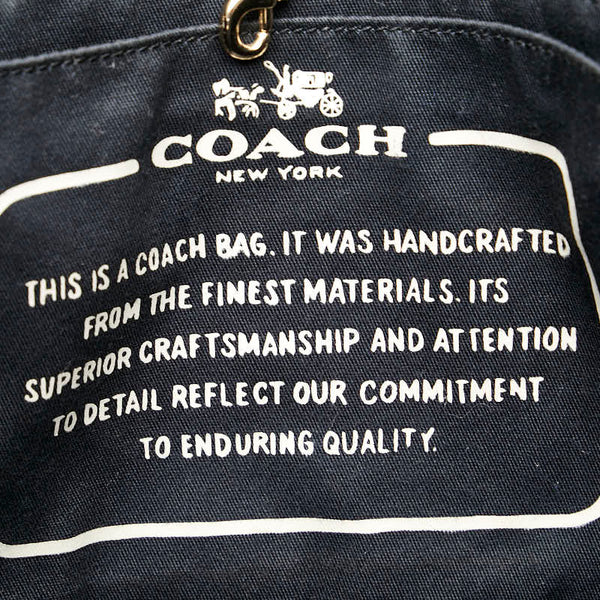 COACH
NEW YORK
THIS IS A COACH BAG. IT WAS HANDCRAFTED
FROM THE FINEST MATERIALS. ITS
SUPERIOR CRAFTSMANSHIP AND ATTENTION
TO DETAIL REFLECT OUR COMMITMENT
TO ENDURING QUALITY.